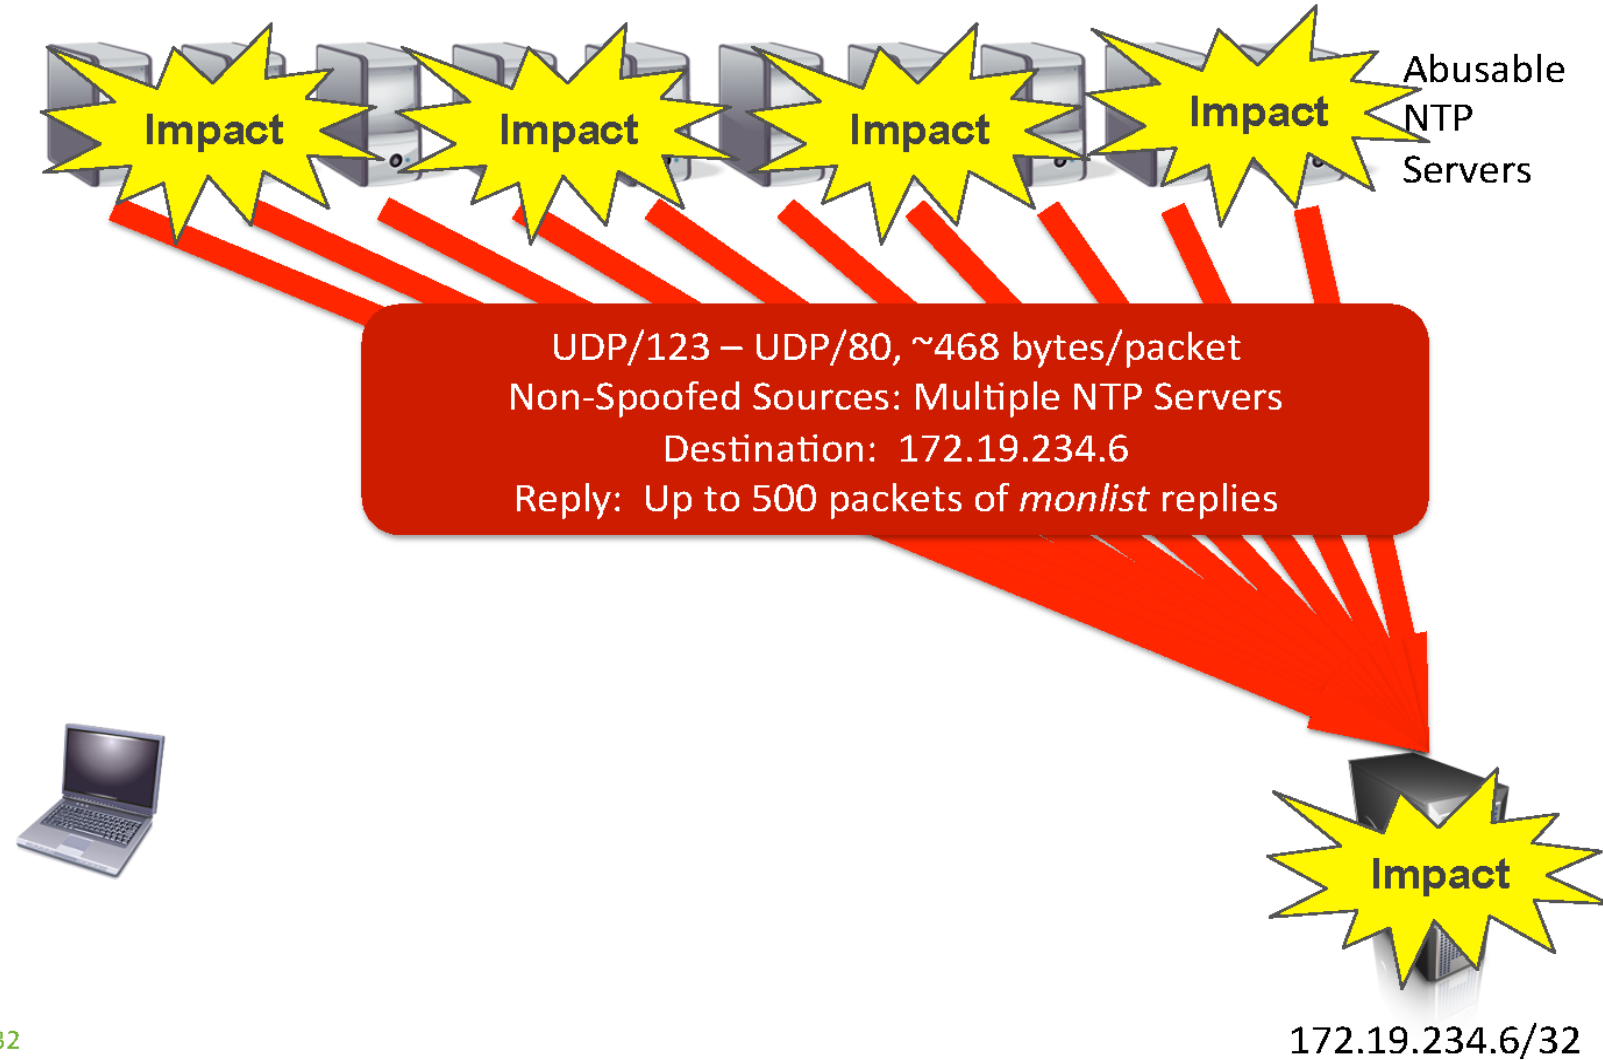 Impact
Impact
Impact
Impact
Abusable
NTP
Servers
UDP/123 – UDP/80, ~468 bytes/packet
Non-Spoofed Sources: Multiple NTP Servers
Destination: 172.19.234.6
Reply: Up to 500 packets of monlist replies
Impact
172.19.234.6/32
32